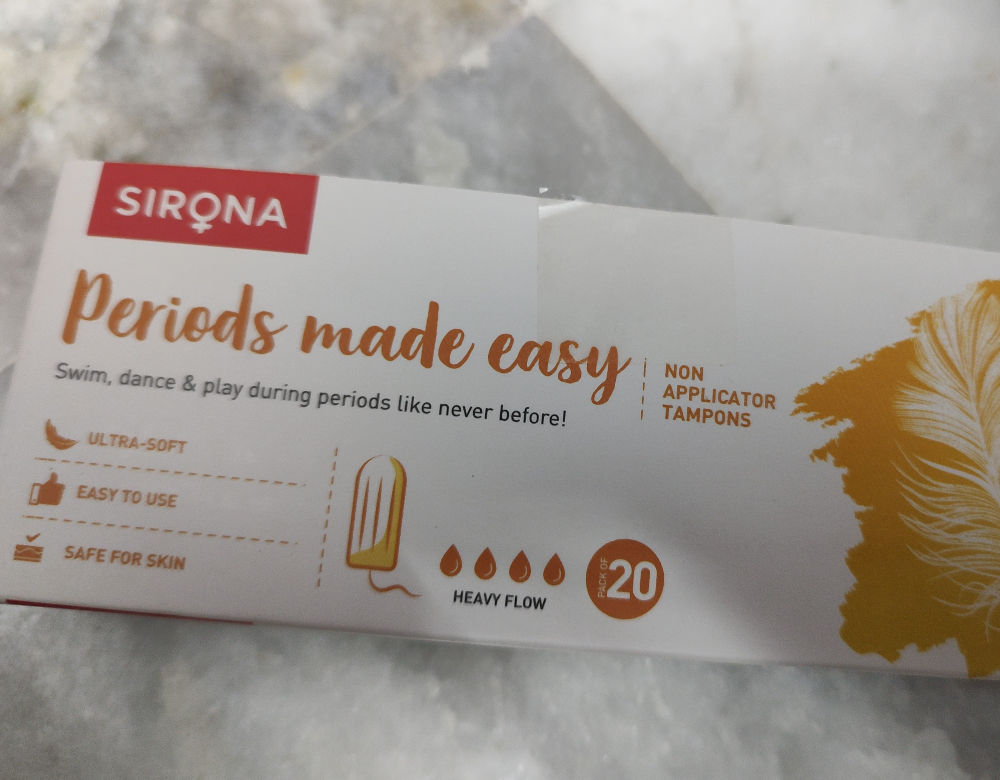 SIRONA
Periods made easy
Swim, dance & play during periods like never before!
NON
APPLICATOR
TAMPONS
ULTRA-SOFT
EASY TO USE
SAFE FOR SKIN
HEAVY FLOW
PACK OF
20